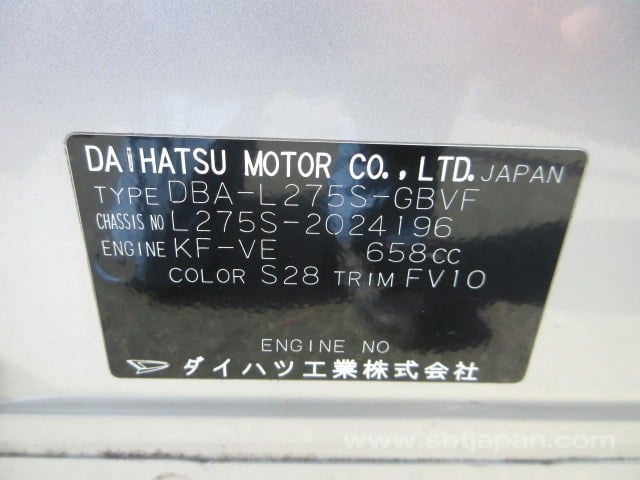 DAIHATSU MOTOR CO., LTD. JAPAN
TYPE DBA-L275S-GBVF
CHASSIS NO L275S-2024196
ENGINE KF-VE 658cc
COLOR S28 TRIM FV10
ENGINE NO
ダイハツ工業株式会社
www.sbtjapan.com